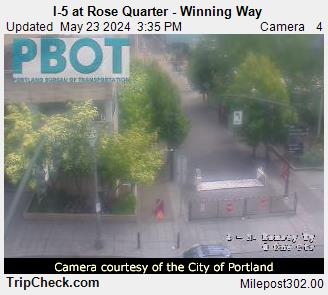 I-5 at Rose Quarter - Winning Way
Updated May 23 2024 3:35 PM Camera 4
PBOT
PORTLAND BUREAU OF TRANSPORTATION
Camera courtesy of the City of Portland
TripCheck.com Milepost302.00